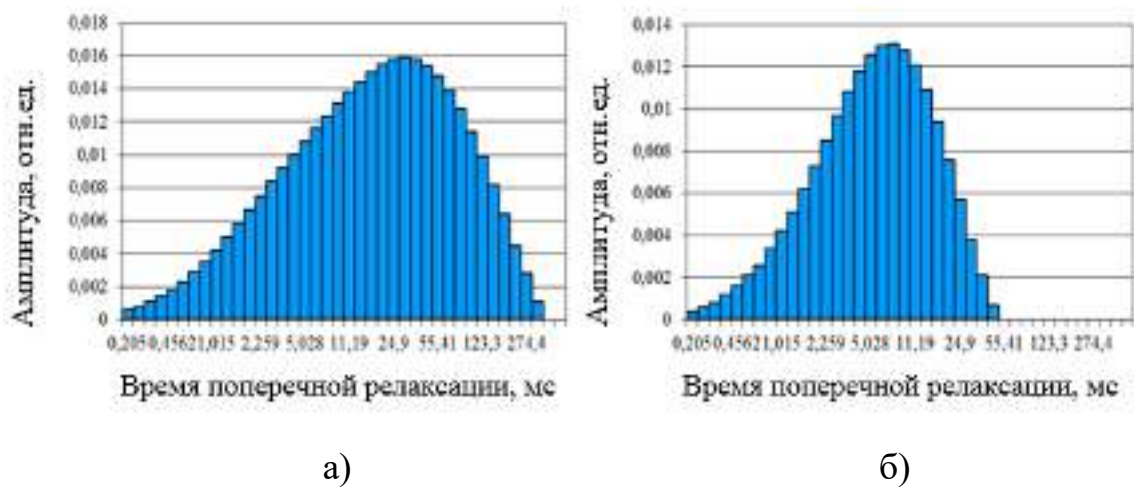 0,018
0,016
0,014
0,012
0,01
0,008
0,006
0,004
0,002
0
Амплитуда, отн.ед.
0,205 0,4562 1,015 2,259 5,028 11,19 24,9 55,41 123,3 274,4
Время поперечной релаксации, мс
а)
0,014
0,012
0,01
0,008
0,006
0,004
0,002
0
Амплитуда, отн.ед.
0,205 0,4562 1,015 2,259 5,028 11,19 24,9 55,41 123,3 274,4
Время поперечной релаксации, мс
б)